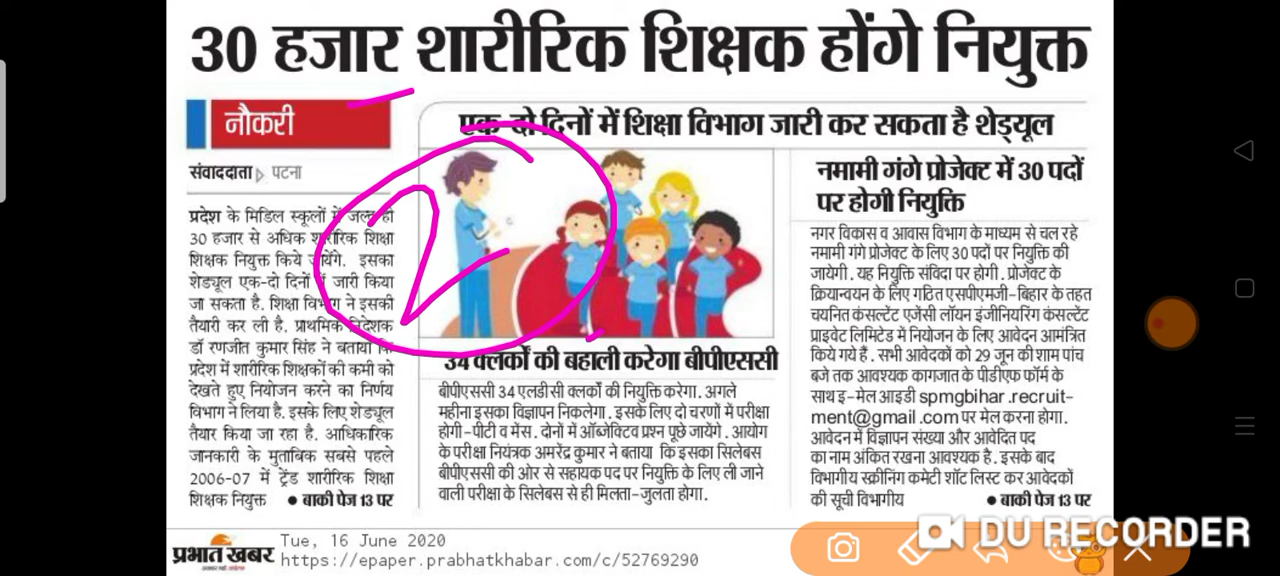 30 हजार शारीरिक शिक्षक होंगे नियुक्त
नौकरी
संवाददाता ▷ पटना
प्रदेश के मिडिल स्कूलों में जल्द ही
30 हजार से अधिक शारीरिक शिक्षा
शिक्षक नियुक्त किये जायेंगे. इसका
शेड्यूल एक-दो दिनों में जारी किया
जा सकता है. शिक्षा विभाग ने इसकी
तैयारी कर ली है. प्राथमिक निदेशक
डॉ रणजीत कुमार सिंह ने बताया कि
प्रदेश में शारीरिक शिक्षकों की कमी को
देखते हुए नियोजन करने का निर्णय
विभाग ने लिया है. इसके लिए शेड्यूल
तैयार किया जा रहा है. आधिकारिक
जानकारी के मुताबिक सबसे पहले
2006-07 में ट्रेंड शारीरिक शिक्षा
शिक्षक नियुक्त ● बाकी पेज 13 पर
एक-दो दिनों में शिक्षा विभाग जारी कर सकता है शेड्यूल
34 क्लर्कों की बहाली करेगा बीपीएससी
बीपीएससी 34 एलडीसी क्लर्कों की नियुक्ति करेगा. अगले
महीना इसका विज्ञापन निकलेगा. इसके लिए दो चरणों में परीक्षा
होगी-पीटी व मेंस. दोनों में ऑब्जेक्टिव प्रश्न पूछे जायेंगे. आयोग
के परीक्षा नियंत्रक अमरेंद्र कुमार ने बताया कि इसका सिलेबस
बीपीएससी की ओर से सहायक पद पर नियुक्ति के लिए ली जाने
वाली परीक्षा के सिलेबस से ही मिलता-जुलता होगा.
नमामी गंगे प्रोजेक्ट में 30 पदों
पर होगी नियुक्ति
नगर विकास व आवास विभाग के माध्यम से चल रहे
नमामी गंगे प्रोजेक्ट के लिए 30 पदों पर नियुक्ति की
जायेगी. यह नियुक्ति संविदा पर होगी. प्रोजेक्ट के
क्रियान्वयन के लिए गठित एसपीएमजी-बिहार के तहत
चयनित कंसल्टेंट एजेंसी लॉयन इंजीनियरिंग कंसल्टेंट
प्राइवेट लिमिटेड में नियोजन के लिए आवेदन आमंत्रित
किये गये हैं. सभी आवेदकों को 29 जून की शाम पांच
बजे तक आवश्यक कागजात के पीडीएफ फॉर्म के
साथ इ-मेल आइडी spmgbihar.recruit-
ment@gmail.com पर मेल करना होगा.
आवेदन में विज्ञापन संख्या और आवेदित पद
का नाम अंकित रखना आवश्यक है. इसके बाद
विभागीय स्क्रीनिंग कमेटी शॉट लिस्ट कर आवेदकों
की सूची विभागीय ● बाकी पेज 13 पर
प्रभात खबर
Tue, 16 June 2020
https://epaper.prabhatkhabar.com/c/52769290
DU RECORDER